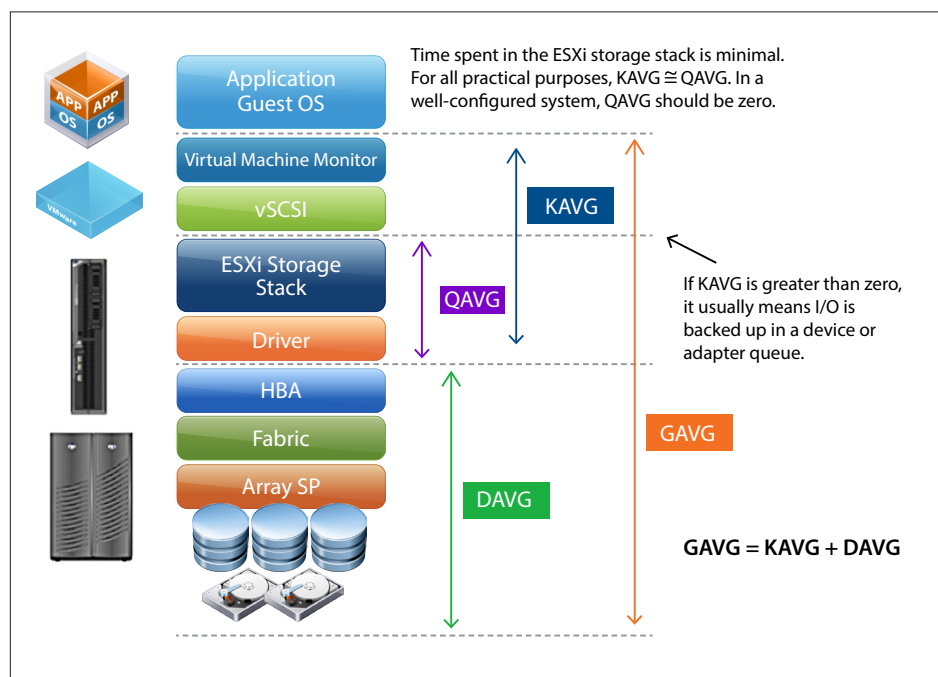 Time spent in the ESXi storage stack is minimal.
For all practical purposes, KAVG ≅ QAVG. In a
well-configured system, QAVG should be zero.
APP
APP
OS
OS
Application
Guest OS
Virtual Machine Monitor
VMware
vSCSI
KAVG
ESXi Storage
Stack
QAVG
If KAVG is greater than zero,
it usually means I/O is
backed up in a device or
adapter queue.
Driver
HBA
Fabric
GAVG
Array SP
DAVG
GAVG = KAVG + DAVG